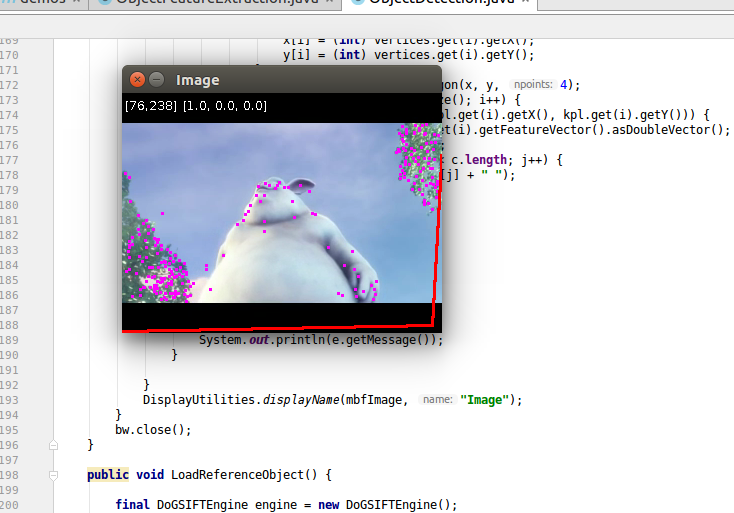 demos
ObjectFeatureExtraction.java
ObjectDetection.java
169 x[i] = (int) vertices.get(i).getX();
170 y[i] = (int) vertices.get(i).getY();
171
Image
172 gon(x, y, npoints: 4);
[76,238] [1.0, 0.0, 0.0]
173 ze(); i++) {
174 pl.get(i).getX(), kpl.get(i).getY())) {
175 et(i).getFeatureVector().asDoubleVector();
176 ;
177 c.length; j++) {
178 [j] + " ");
179
180
181
182
183
184
185
186
187
188
189 System.out.println(e.getMessage());
190 }
191
192 }
193 DisplayUtilities.displayName(mbfImage, name: "Image");
194 }
195 bw.close();
196 }
197
198 public void LoadReferenceObject() {
199
200 final DoGSIFTEngine engine = new DoGSIFTEngine();